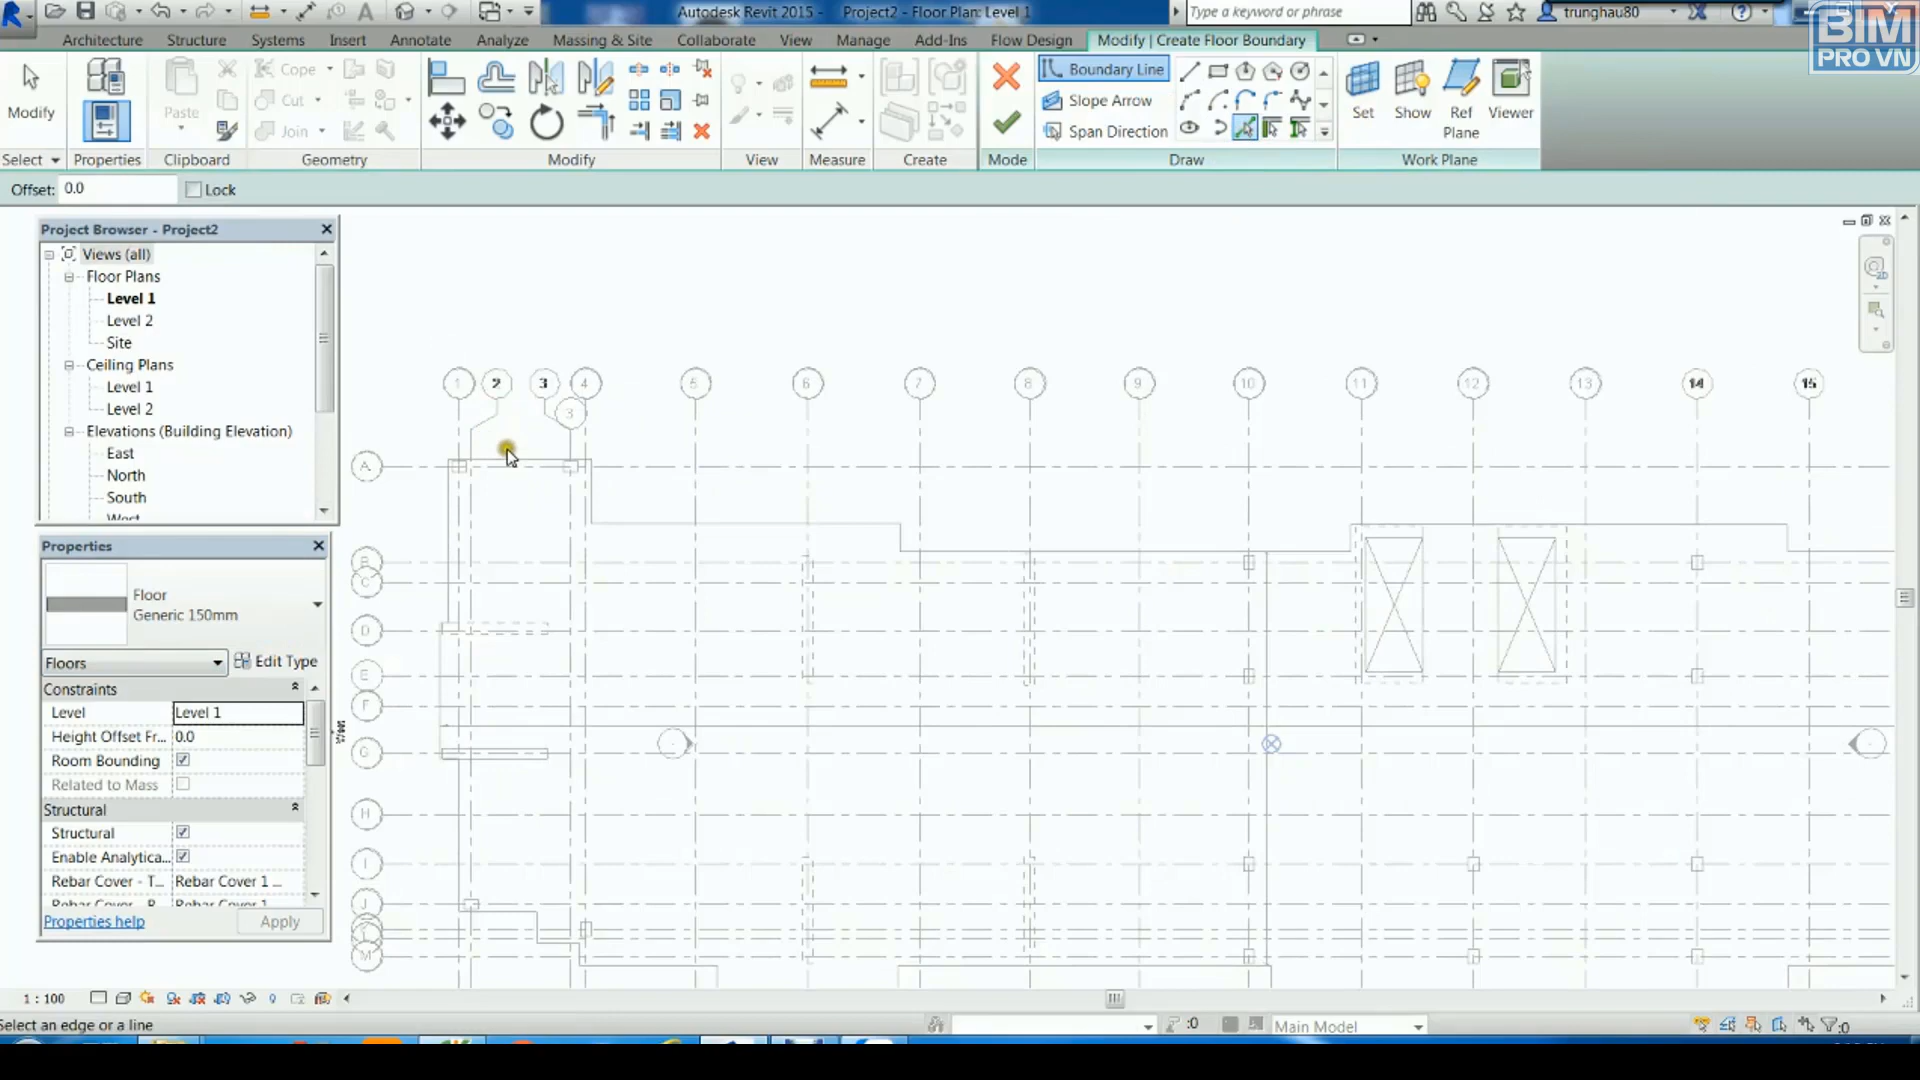 Autodesk Revit 2015 - Project2 - Floor Plan: Level 1
Type a keyword or phrase
trunghau80
BIM
PRO VN
Architecture Structure Systems Insert Annotate Analyze Massing & Site Collaborate View Manage Add-Ins Flow Design Modify | Create Floor Boundary
Modify
Paste
Cope
Cut
Join
Boundary Line
Slope Arrow
Span Direction
Set
Show
Ref
Plane
Viewer
Select Properties Clipboard Geometry Modify View Measure Create Mode Draw Work Plane
Offset: 0.0 Lock
Project Browser - Project2
Views (all)
Floor Plans
Level 1
Level 2
Site
Ceiling Plans
Level 1
Level 2
Elevations (Building Elevation)
East
North
South
West
Properties
Floor
Generic 150mm
Floors
Edit Type
Constraints
Level Level 1
Height Offset Fr... 0.0
Room Bounding
Related to Mass
Structural
Structural
Enable Analytica...
Rebar Cover - T... Rebar Cover 1 ...
Properties help
Apply
1 2 3 4 5 6 7 8 9 10 11 12 13 14 15
3
A
B
C
D
E
F
G
H
I
J
L
M
1 : 100
:0
Main Model
:0
Select an edge or a line